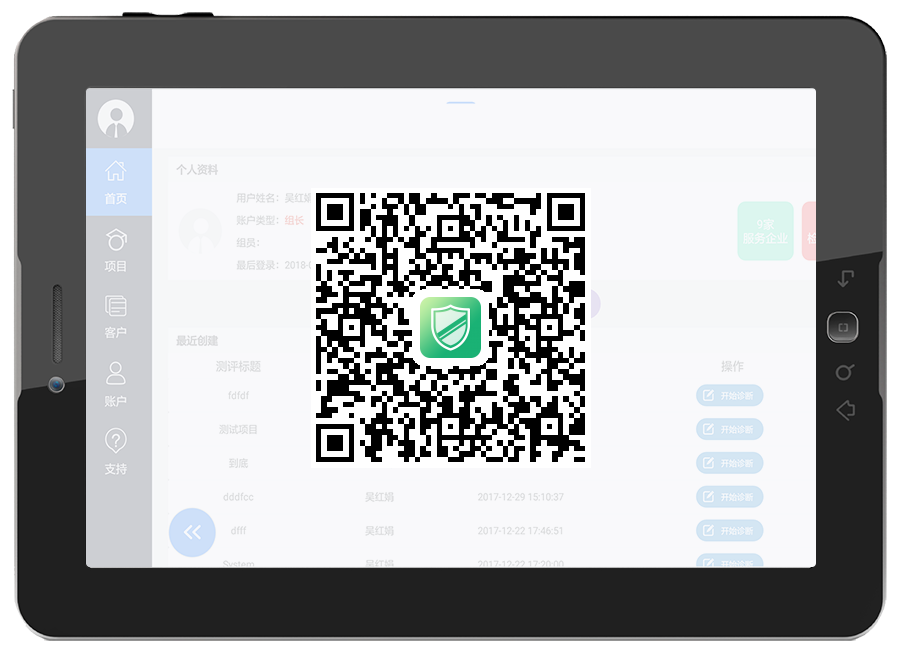 个人资料
首页
用户姓名：吴红娟
账户类型：组长
9家
服务企业
组员：
项目
最后登录：2018-
客户
最近创建
测评标题
操作
账户
fdfdf
开始诊断
测试项目
开始诊断
支持
到底
开始诊断
dddfcc 吴红娟 2017-12-29 15:10:37 开始诊断
dfff 吴红娟 2017-12-22 17:46:51 开始诊断
System 吴红娟 2017-12-22 17:20:00 开始诊断